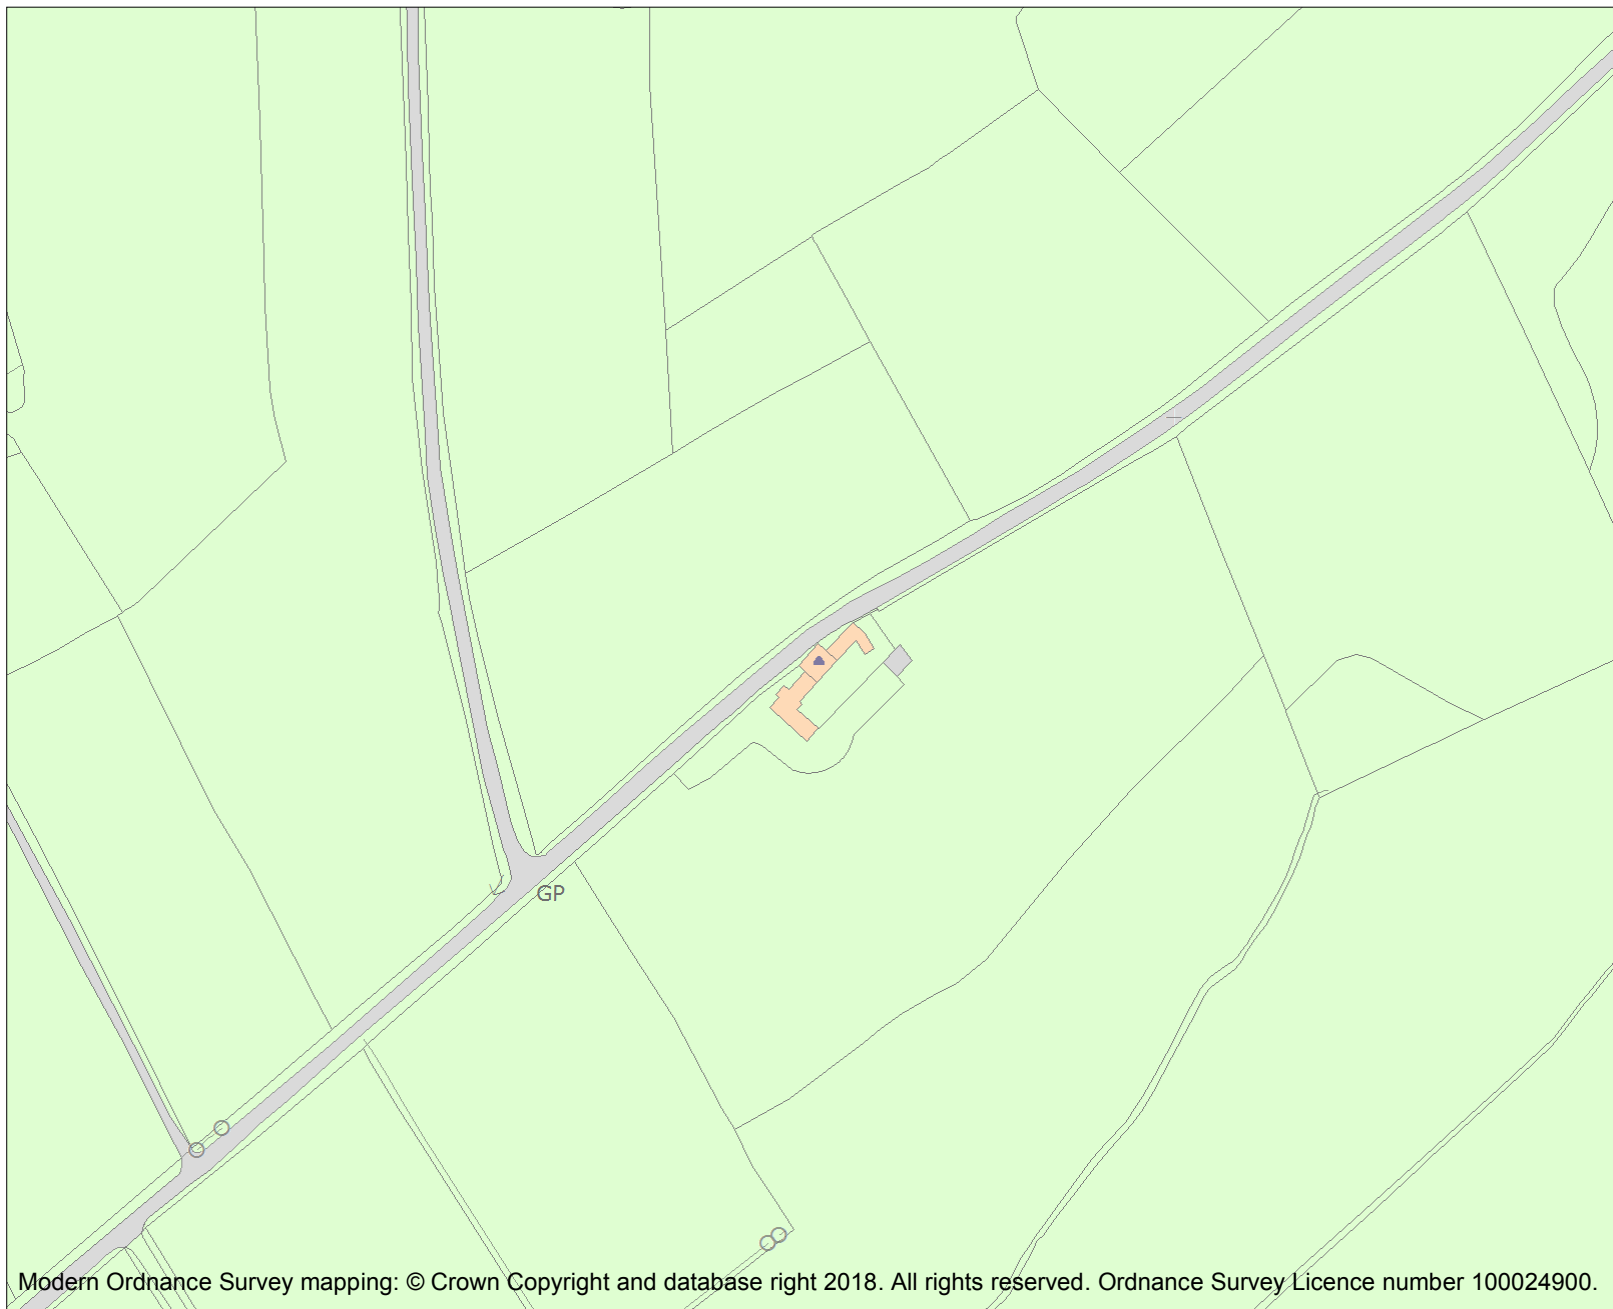 GP
Modern Ordnance Survey mapping: © Crown Copyright and database right 2018. All rights reserved. Ordnance Survey Licence number 100024900.